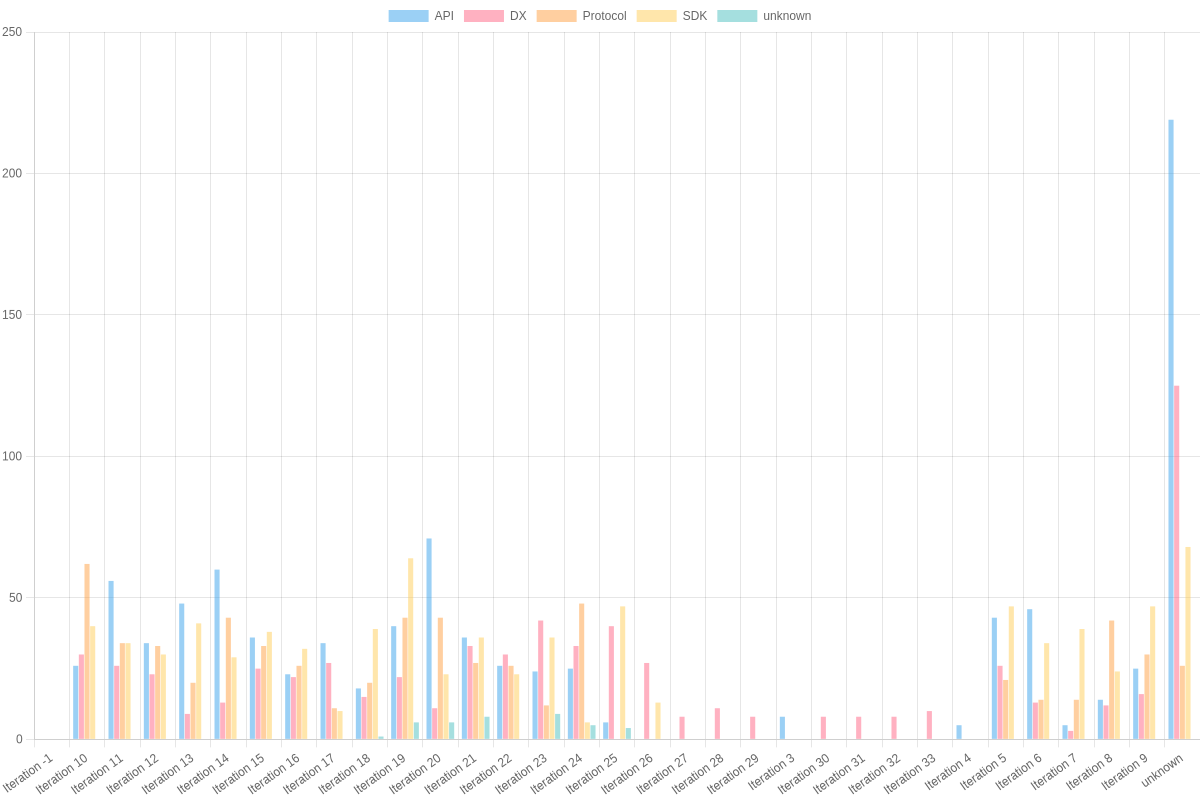 API DX Protocol SDK unknown
250
200
150
100
50
0
Iteration -1
Iteration 10
Iteration 11
Iteration 12
Iteration 13
Iteration 14
Iteration 15
Iteration 16
Iteration 17
Iteration 18
Iteration 19
Iteration 20
Iteration 21
Iteration 22
Iteration 23
Iteration 24
Iteration 25
Iteration 26
Iteration 27
Iteration 28
Iteration 29
Iteration 3
Iteration 30
Iteration 31
Iteration 32
Iteration 33
Iteration 4
Iteration 5
Iteration 6
Iteration 7
Iteration 8
Iteration 9
unknown